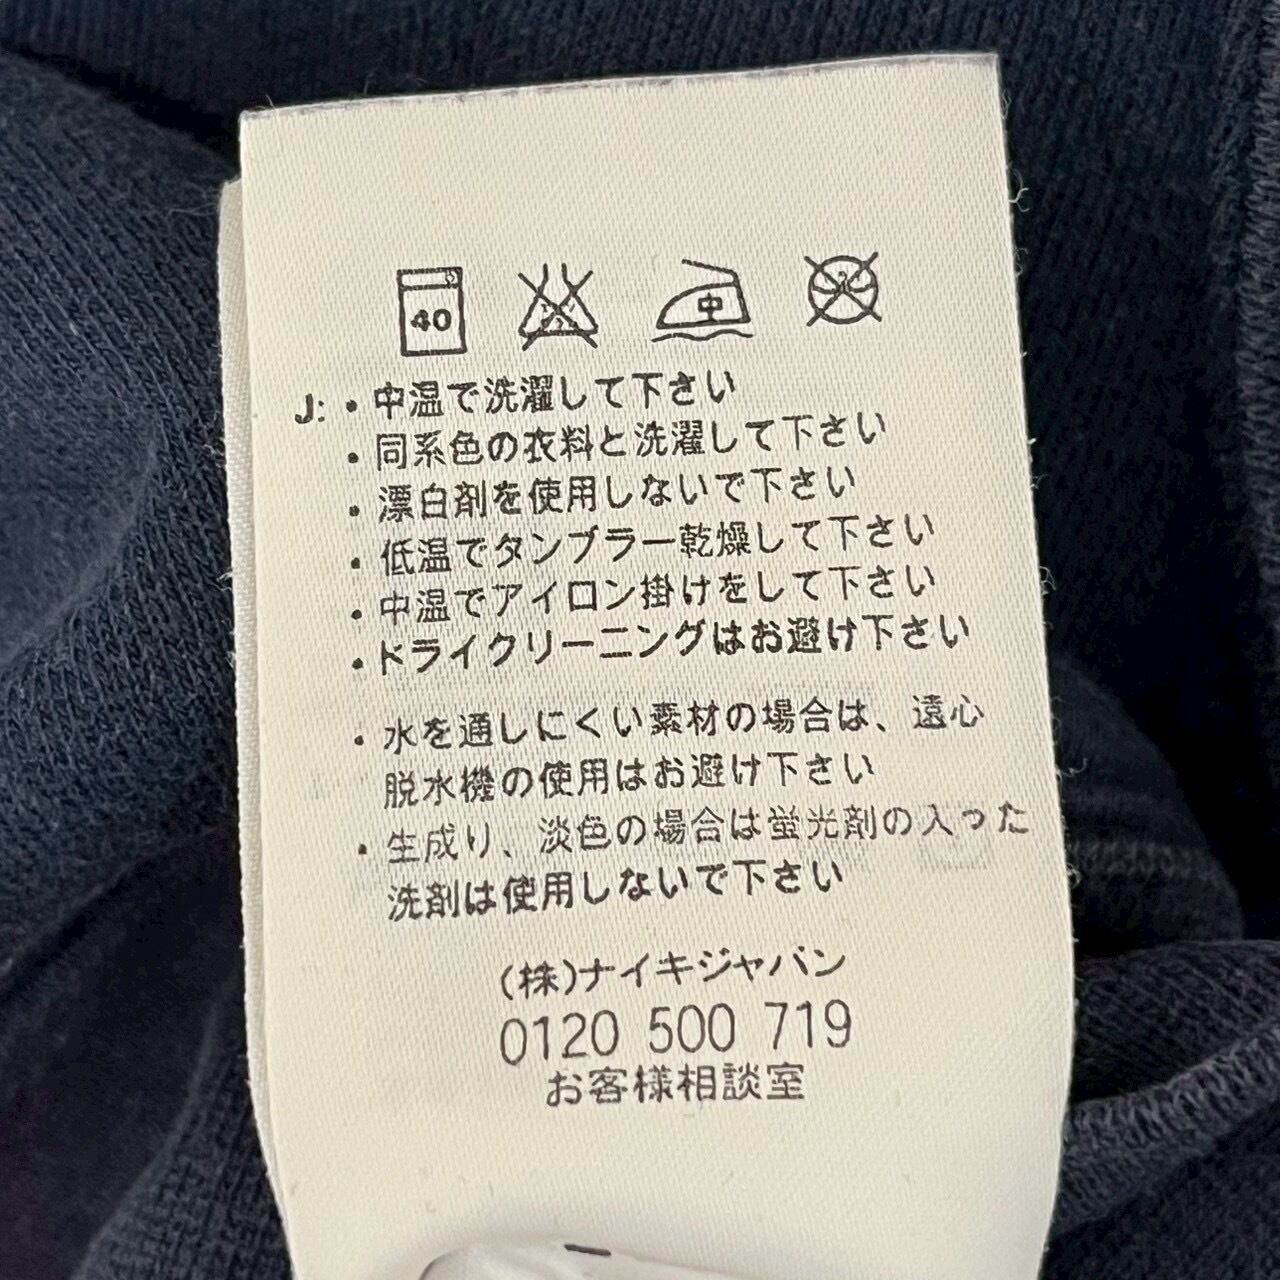 40
中
J: ・中温で洗濯して下さい
・同系色の衣料と洗濯して下さい
・漂白剤を使用しないで下さい
・低温でタンブラー乾燥して下さい
・中温でアイロン掛けをして下さい
・ドライクリーニングはお避け下さい
・水を通しにくい素材の場合は、遠心
脱水機の使用はお避け下さい
・生成り、淡色の場合は蛍光剤の入った
洗剤は使用しないで下さい
(株)ナイキジャパン
0120 500 719
お客様相談室